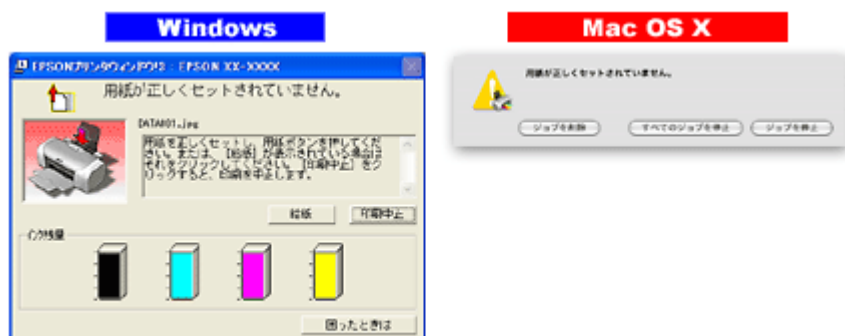 Windows
EPSONプリンタウィンドウ!3 : EPSON XX-XXXX
用紙が正しくセットされていません。
DATA01.jpg
用紙を正しくセットし、用紙ボタンを押してくだ
さい。または、[給紙] が表示されている場合は
それをクリックしてください。[印刷中止] をク
リックすると、印刷を中止します。
給紙
印刷中止
インク残量
困ったときは
Mac OS X
用紙が正しくセットされていません。
ジョブを削除
すべてのジョブを停止
ジョブを停止